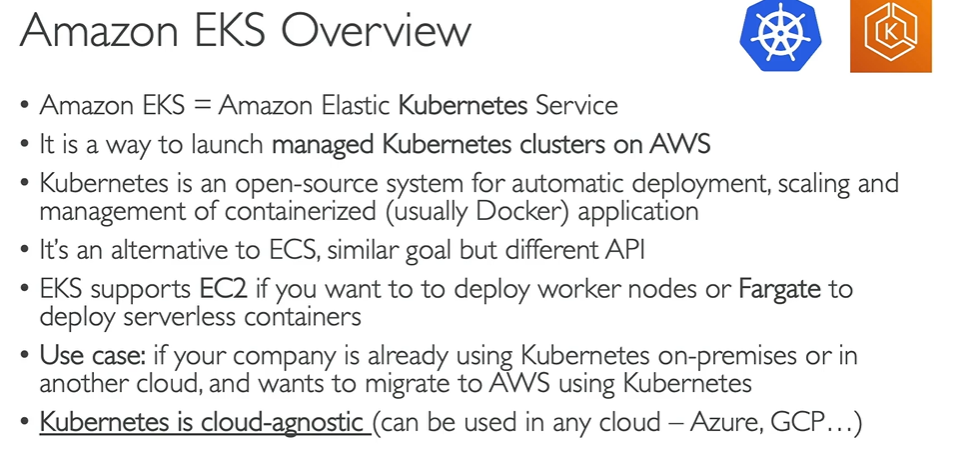 Amazon EKS Overview
K
• Amazon EKS = Amazon Elastic Kubernetes Service
• It is a way to launch managed Kubernetes clusters on AWS
• Kubernetes is an open-source system for automatic deployment, scaling and
management of containerized (usually Docker) application
• It's an alternative to ECS, similar goal but different API
• EKS supports EC2 if you want to to deploy worker nodes or Fargate to
deploy serverless containers
• Use case: if your company is already using Kubernetes on-premises or in
another cloud, and wants to migrate to AWS using Kubernetes
• Kubernetes is cloud-agnostic (can be used in any cloud – Azure, GCP…)